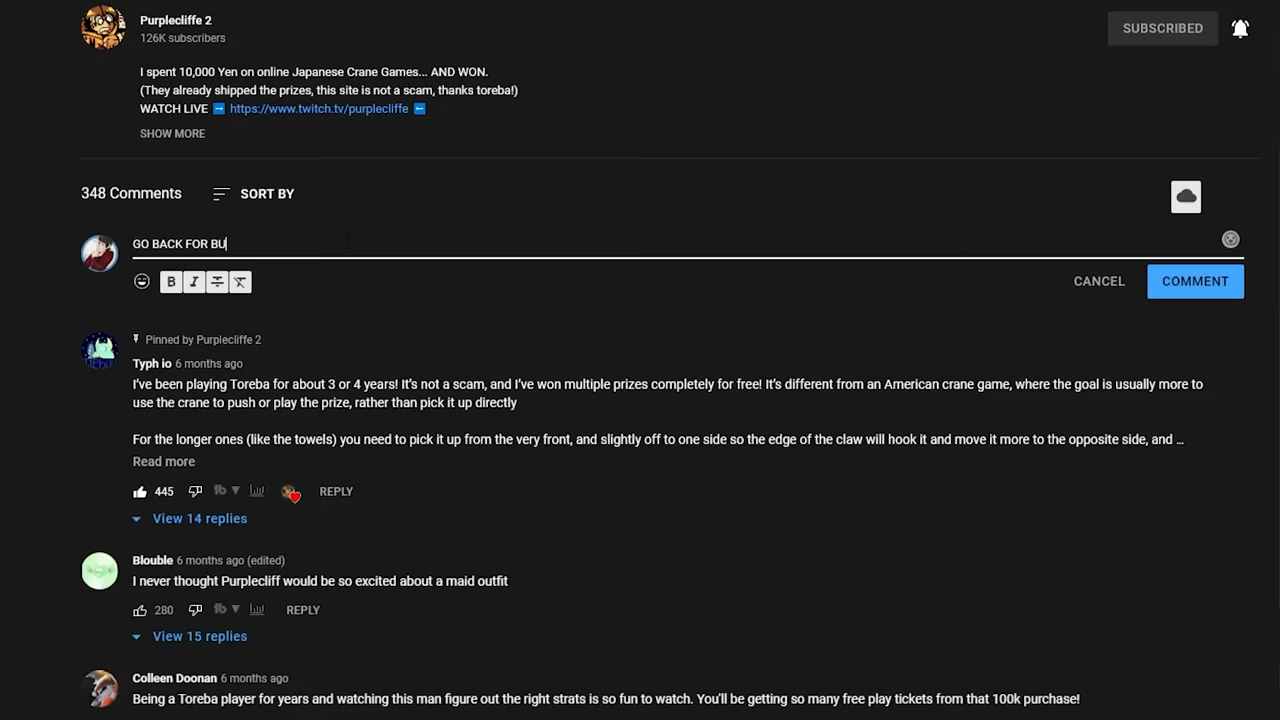 Purplecliffe 2
126K subscribers
SUBSCRIBED
I spent 10,000 Yen on online Japanese Crane Games... AND WON.
(They already shipped the prizes, this site is not a scam, thanks toreba!)
WATCH LIVE ➡ https://www.twitch.tv/purplecliffe ⬅
SHOW MORE
348 Comments
SORT BY
GO BACK FOR BU
B I
CANCEL
COMMENT
Pinned by Purplecliffe 2
Typh io 6 months ago
I've been playing Toreba for about 3 or 4 years! It's not a scam, and I've won multiple prizes completely for free! It's different from an American crane game, where the goal is usually more to
use the crane to push or play the prize, rather than pick it up directly
For the longer ones (like the towels) you need to pick it up from the very front, and slightly off to one side so the edge of the claw will hook it and move it more to the opposite side, and ...
Read more
445
REPLY
View 14 replies
Blouble 6 months ago (edited)
I never thought Purplecliff would be so excited about a maid outfit
280
REPLY
View 15 replies
Colleen Doonan 6 months ago
Being a Toreba player for years and watching this man figure out the right strats is so fun to watch. You'll be getting so many free play tickets from that 100k purchase!